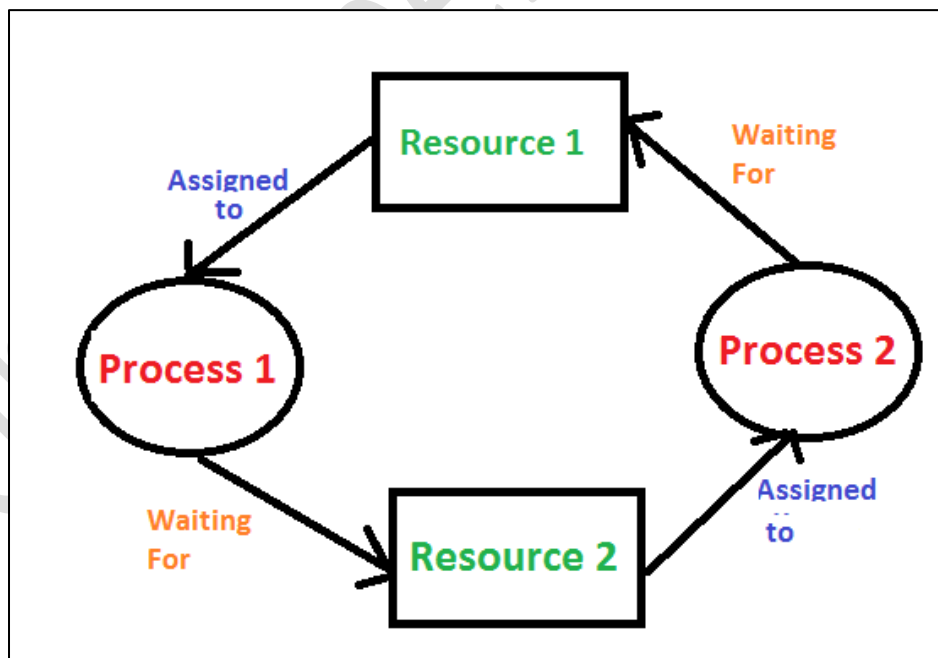 Resource 1
Waiting
For
Assigned
to
Process 1
Process 2
Waiting
For
Resource 2
Assigned
to